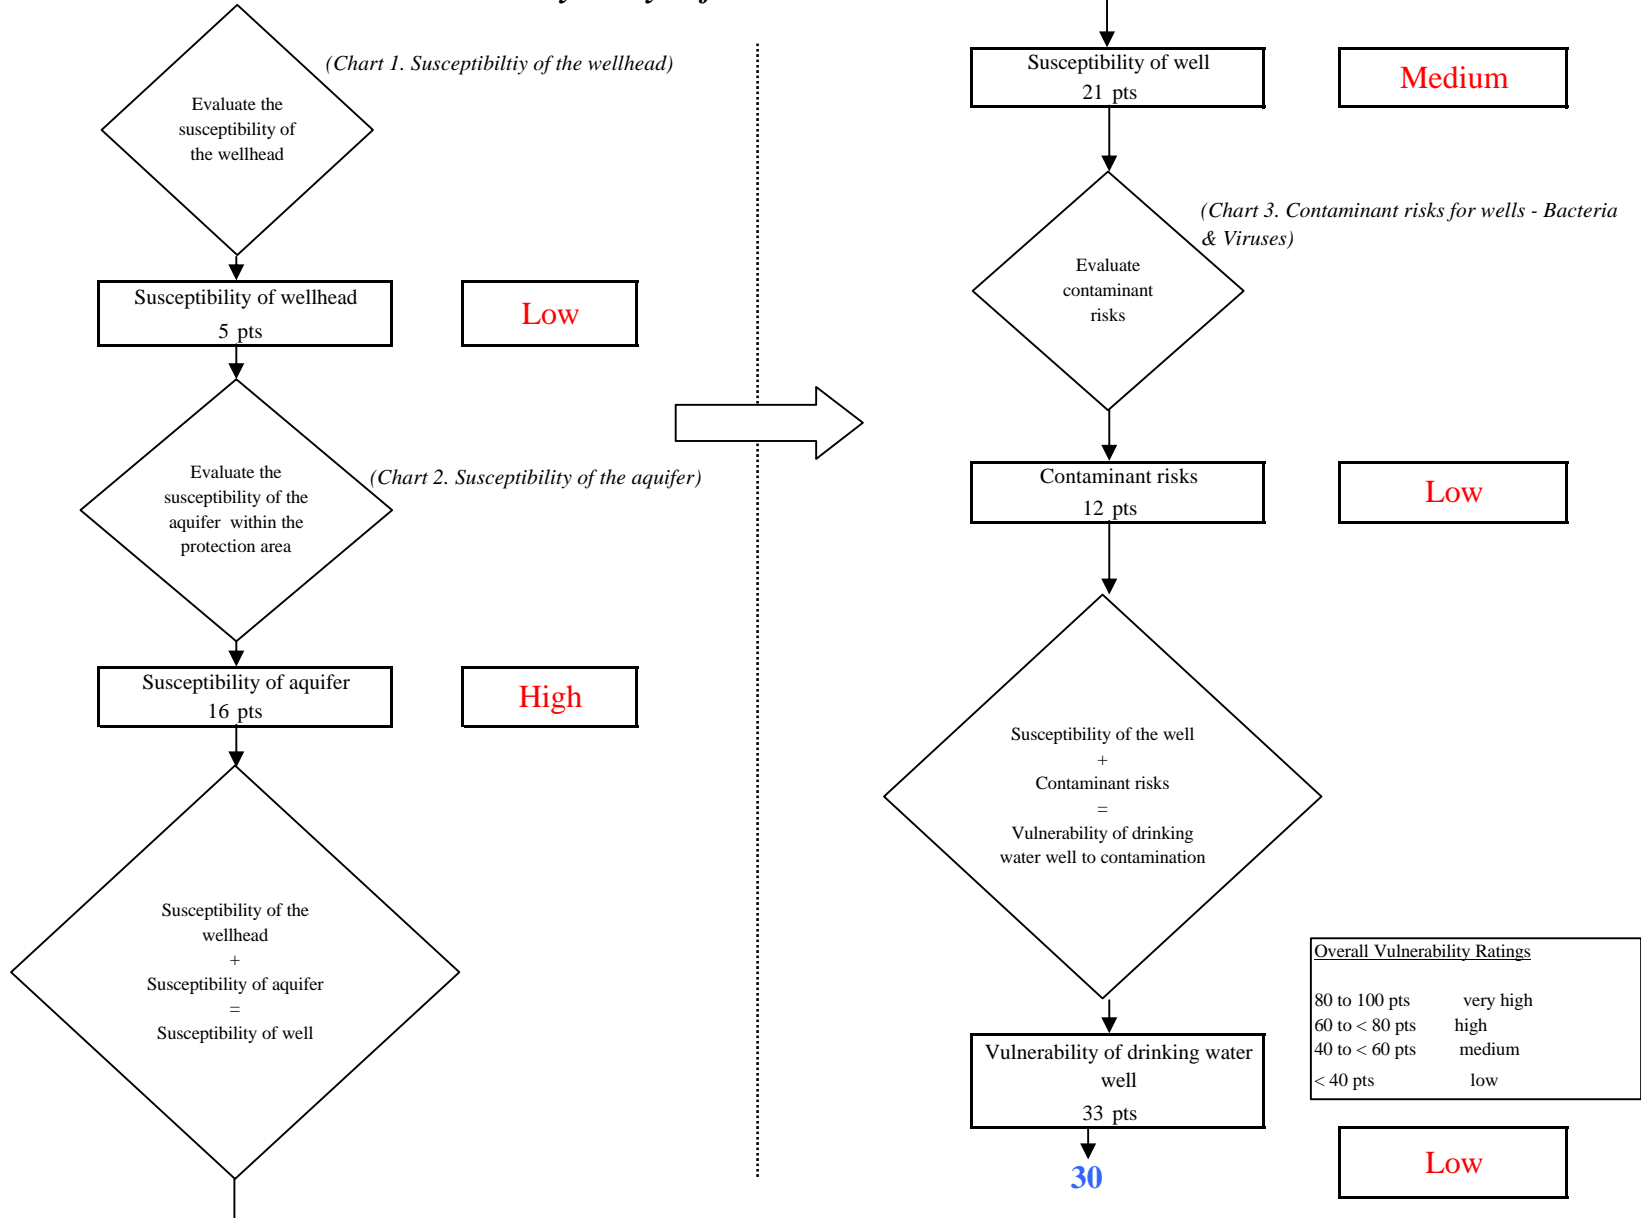 (Chart 1. Susceptibiltiy of the wellhead)
Evaluate the
susceptibility of
the wellhead
Susceptibility of wellhead
5 pts
Low
Evaluate the
susceptibility of the
aquifer within the
protection area
(Chart 2. Susceptibility of the aquifer)
Susceptibility of aquifer
16 pts
High
Susceptibility of the
wellhead
+
Susceptibility of aquifer
=
Susceptibility of well
Susceptibility of well
21 pts
Medium
(Chart 3. Contaminant risks for wells - Bacteria
& Viruses)
Evaluate
contaminant
risks
Contaminant risks
12 pts
Low
Susceptibility of the well
+
Contaminant risks
=
Vulnerability of drinking
water well to contamination
Overall Vulnerability Ratings
80 to 100 pts very high
60 to < 80 pts high
40 to < 60 pts medium
< 40 pts low
Vulnerability of drinking water
well
33 pts
30
Low